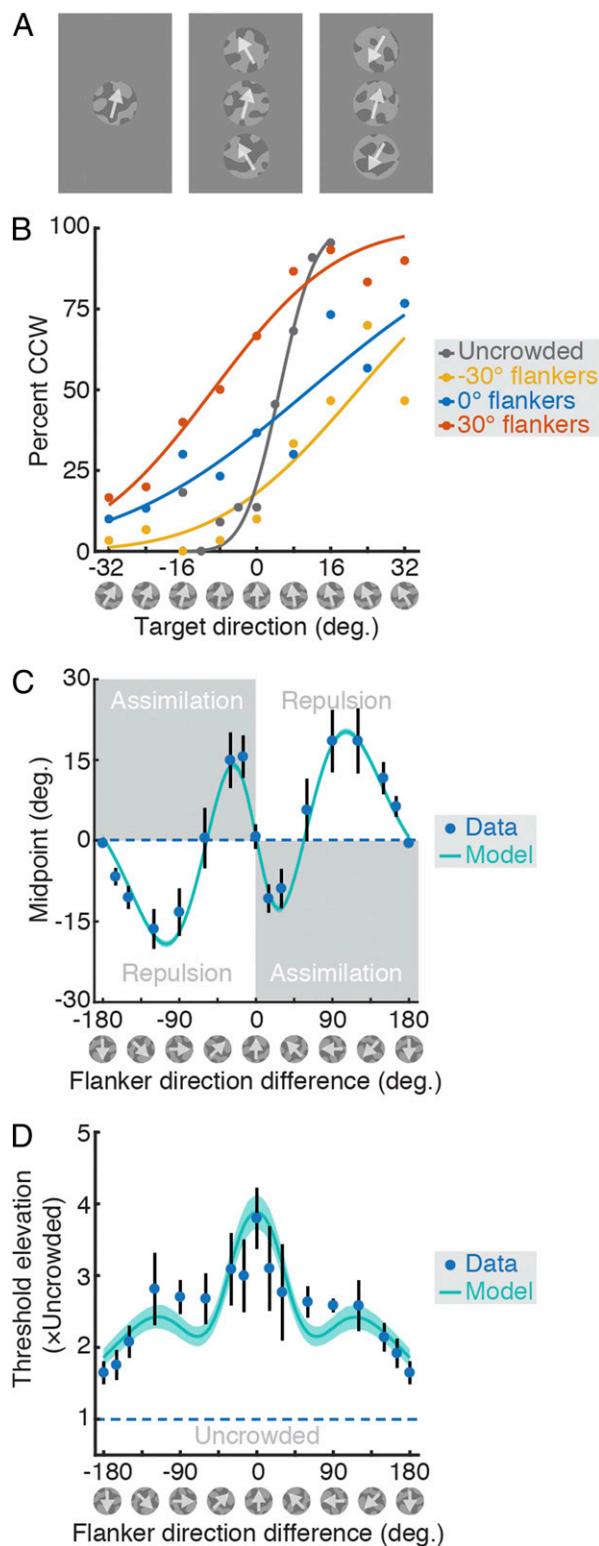 A
B
100
75
50
25
0
Percent CCW
-32
-16
0
16
32
Target direction (deg.)
Uncrowded
-30° flankers
0° flankers
30° flankers
C
30
15
0
-15
-30
Midpoint (deg.)
Assimilation
Repulsion
Repulsion
Assimilation
-180
-90
0
90
180
Flanker direction difference (deg.)
Data
Model
D
5
4
3
2
1
Threshold elevation
(×Uncrowded)
Uncrowded
-180
-90
0
90
180
Flanker direction difference (deg.)
Data
Model